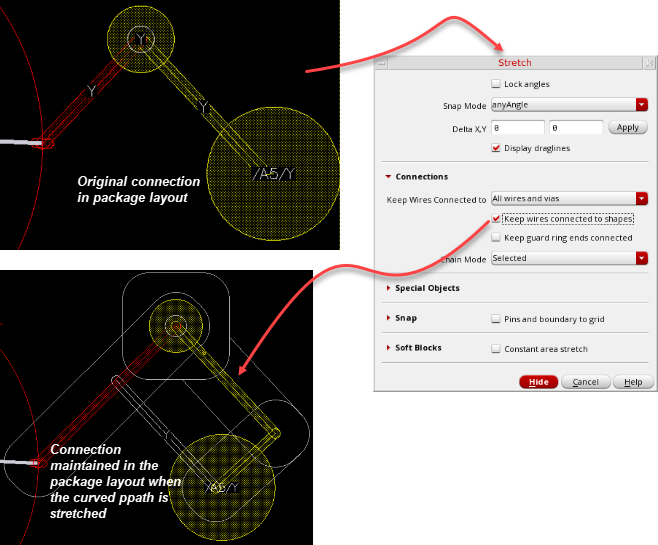 Y
Y
Y
/A5/Y
Original connection
in package layout
Stretch
Lock angles
Snap Mode anyAngle
Delta X,Y 0 0 Apply
Display draglines
Connections
Keep Wires Connected to All wires and vias
Keep wires connected to shapes
Keep guard ring ends connected
Chain Mode Selected
Special Objects
Snap Pins and boundary to grid
Soft Blocks Constant area stretch
Hide Cancel Help
Y
/A5/Y
Connection
maintained in the
package layout when
the curved ppath is
stretched